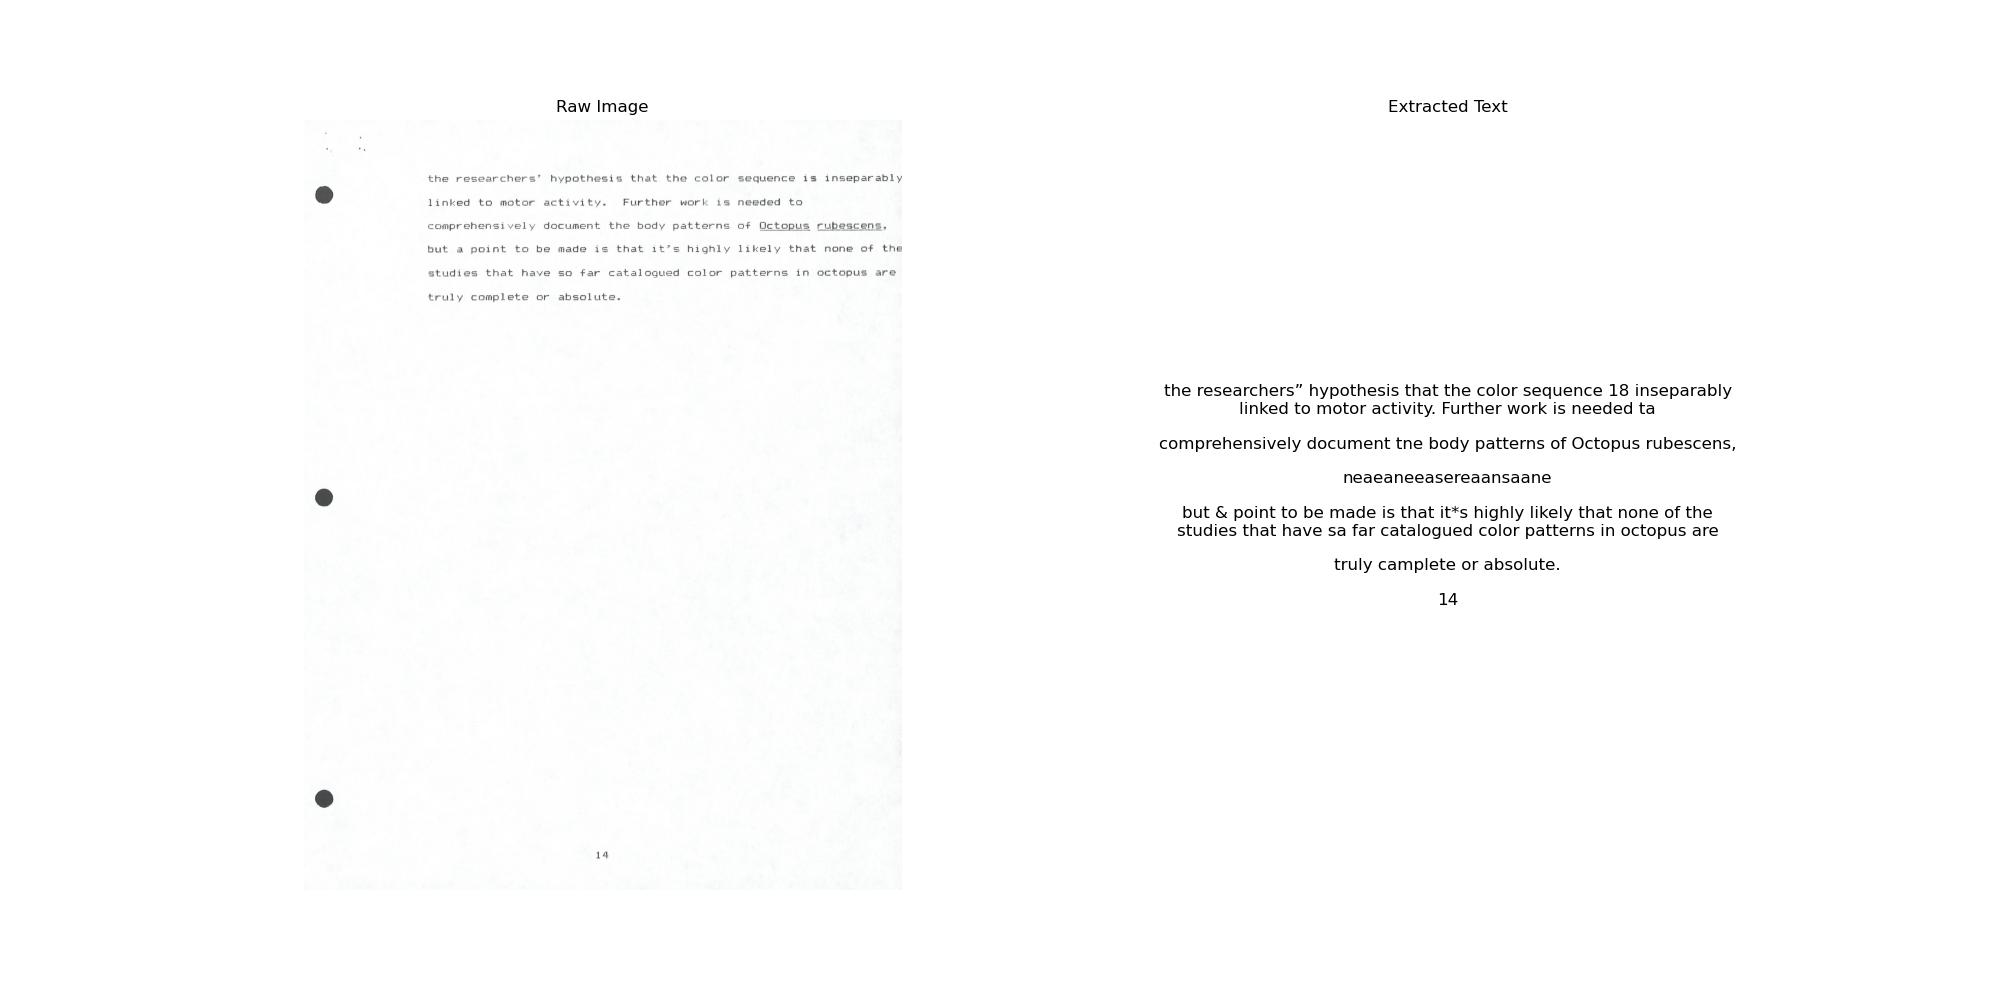 Raw Image
the researchers' hypothesis that the color sequence is inseparably
linked to motor activity.  Further work is needed to
comprehensively document the body patterns of Octopus rubescens,
but a point to be made is that it's highly likely that none of the
studies that have so far catalogued color patterns in octopus are
truly complete or absolute.
14
Extracted Text
the researchers” hypothesis that the color sequence 18 inseparably
linked to motor activity. Further work is needed ta
comprehensively document tne body patterns of Octopus rubescens,
neaeaneeasereaansaane
but & point to be made is that it*s highly likely that none of the
studies that have sa far catalogued color patterns in octopus are
truly camplete or absolute.
14